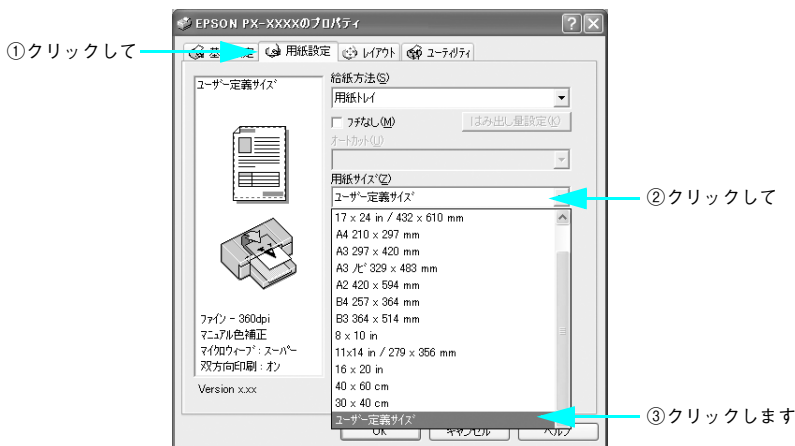 EPSON PX-XXXXのプロパティ
①クリックして
用紙設定
レイアウト
ユーティリティ
ユーザー定義サイズ
給紙方法(S)
用紙トレイ
フチなし(M)
はみ出し量設定(K)
オートカット(U)
用紙サイズ(Z)
ユーザー定義サイズ
②クリックして
17 x 24 in / 432 x 610 mm
A4 210 x 297 mm
A3 297 x 420 mm
A3 ノビ 329 x 483 mm
A2 420 x 594 mm
B4 257 x 364 mm
B3 364 x 514 mm
8 x 10 in
11x14 in / 279 x 356 mm
16 x 20 in
40 x 60 cm
30 x 40 cm
ユーザー定義サイズ
③クリックします
ファイン - 360dpi
マニュアル色補正
マイクロウィーブ : スーパー
双方向印刷 : オン
Version x.xx
OK
キャンセル
ヘルプ